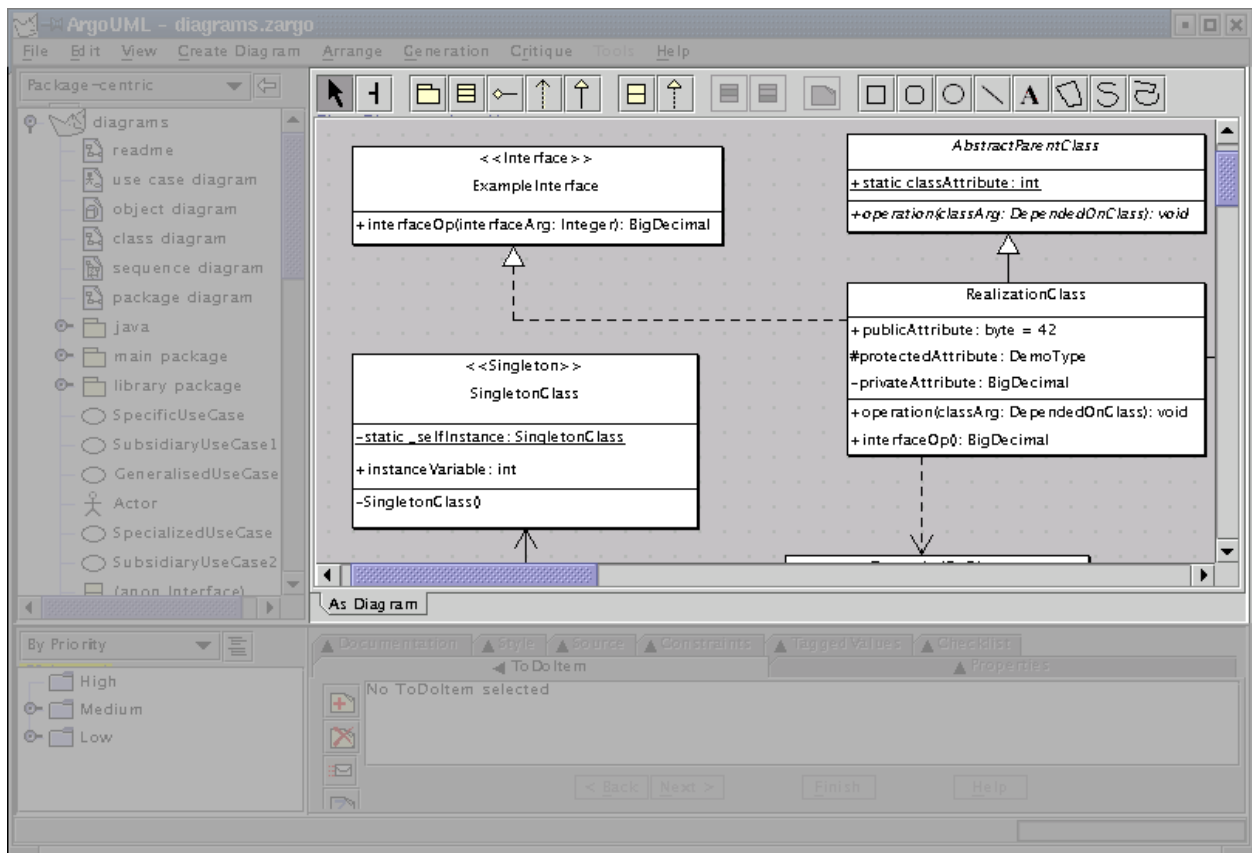 ArgoUML - diagrams.zargo
File Edit View Create Diagram Arrange Generation Critique Tools Help
Package-centric
diagrams
readme
use case diagram
object diagram
class diagram
sequence diagram
package diagram
java
main package
library package
SpecificUseCase
SubsidiaryUseCase1
GeneralisedUseCase
Actor
SpecializedUseCase
SubsidiaryUseCase2
(anon Interface)
A
<<Interface>>
ExampleInterface
+interfaceOp(interfaceArg: Integer): BigDecimal
AbstractParentClass
+static classAttribute: int
+operation(classArg: DependedOnClass): void
RealizationClass
+publicAttribute: byte = 42
#protectedAttribute: DemoType
-privateAttribute: BigDecimal
+operation(classArg: DependedOnClass): void
+interfaceOp(): BigDecimal
<<Singleton>>
SingletonClass
-static _selfInstance: SingletonClass
+instanceVariable: int
-SingletonClass()
As Diagram
By Priority
High
Medium
Low
Documentation Style Source Constraints Tagged Values Checklist
ToDoItem Properties
No ToDoItem selected
< Back Next > Finish Help